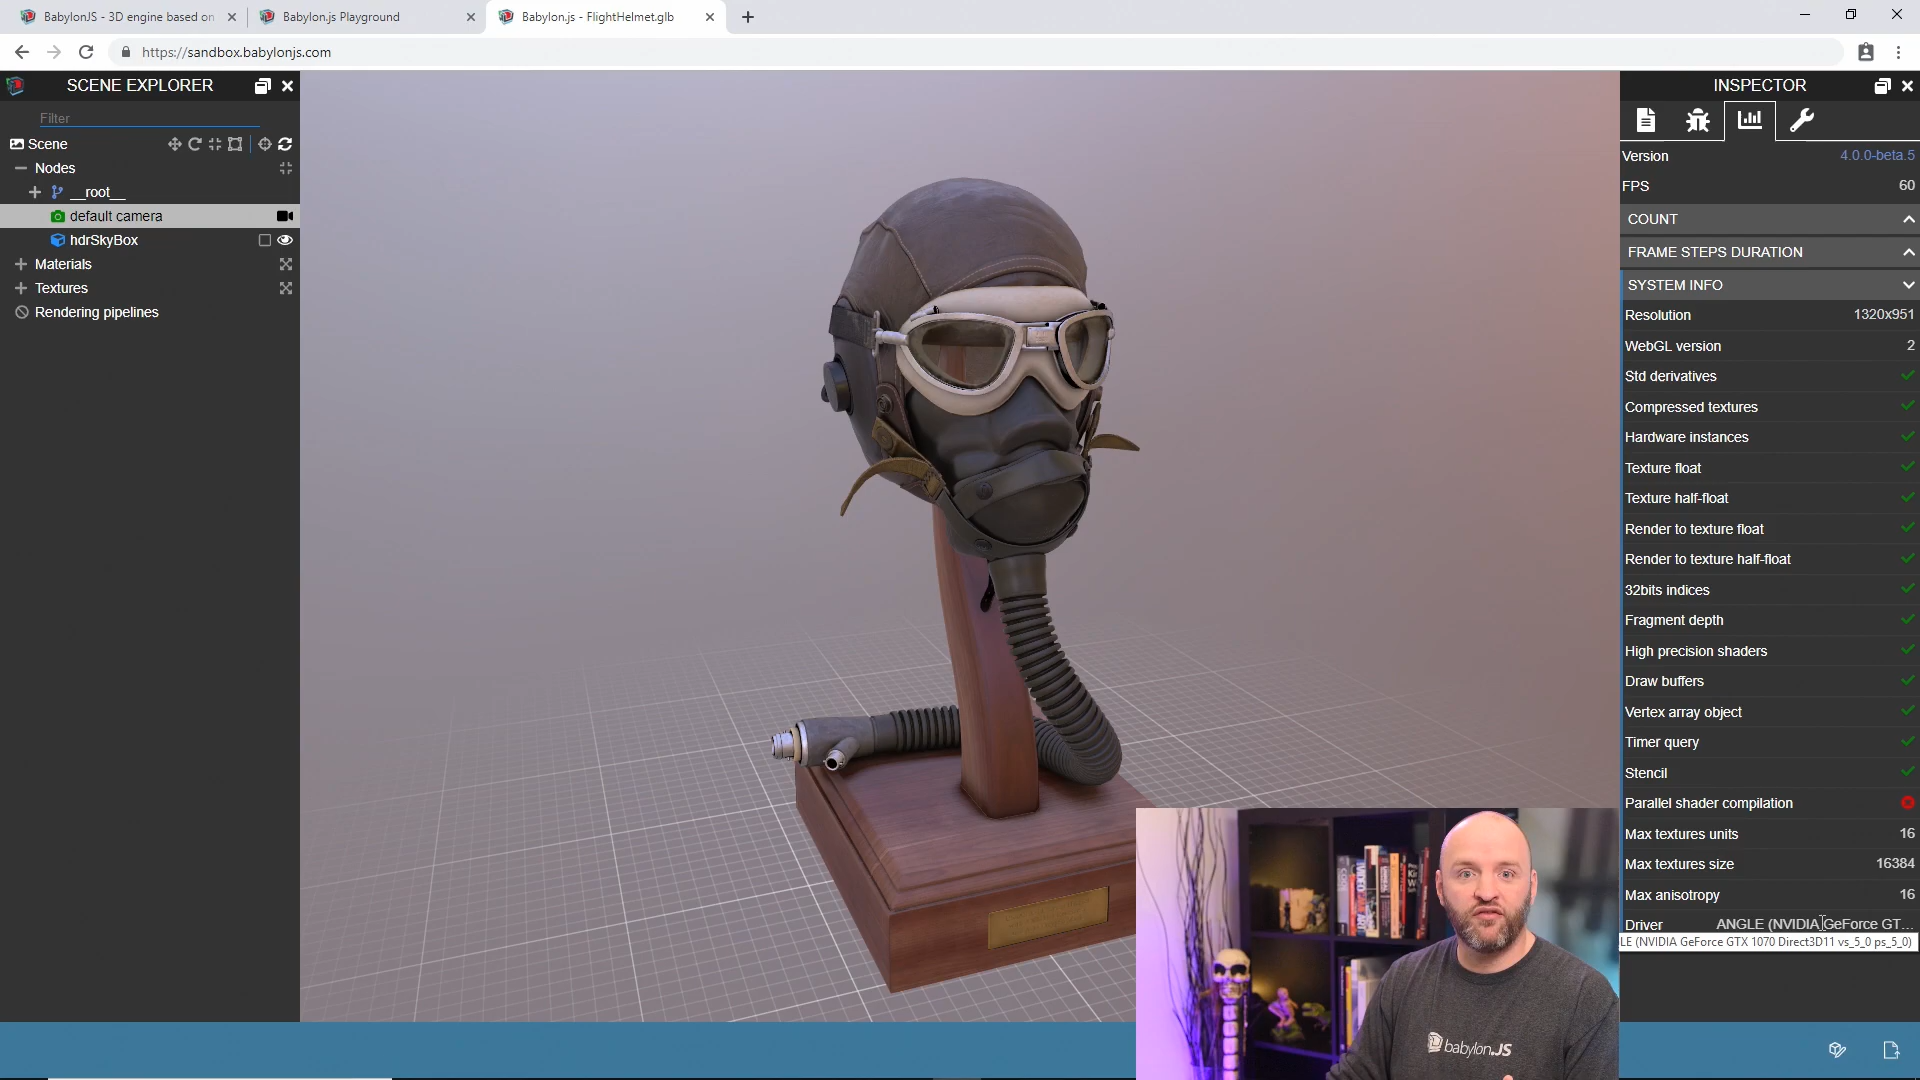 BabylonJS - 3D engine based on
Babylon.js Playground
Babylon.js - FlightHelmet.glb
https://sandbox.babylonjs.com
SCENE EXPLORER
Filter
Scene
Nodes
__root__
default camera
hdrSkyBox
Materials
Textures
Rendering pipelines
INSPECTOR
Version 4.0.0-beta.5
FPS 60
COUNT
FRAME STEPS DURATION
SYSTEM INFO
Resolution 1320x951
WebGL version 2
Std derivatives
Compressed textures
Hardware instances
Texture float
Texture half-float
Render to texture float
Render to texture half-float
32bits indices
Fragment depth
High precision shaders
Draw buffers
Vertex array object
Timer query
Stencil
Parallel shader compilation
Max textures units 16
Max textures size 16384
Max anisotropy 16
Driver ANGLE (NVIDIA GeForce GT...
LE (NVIDIA GeForce GTX 1070 Direct3D11 vs_5_0 ps_5_0)
babylon.JS